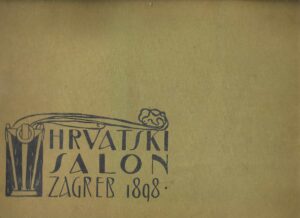 HRVATSKI
SALON
ZAGREB 1898.